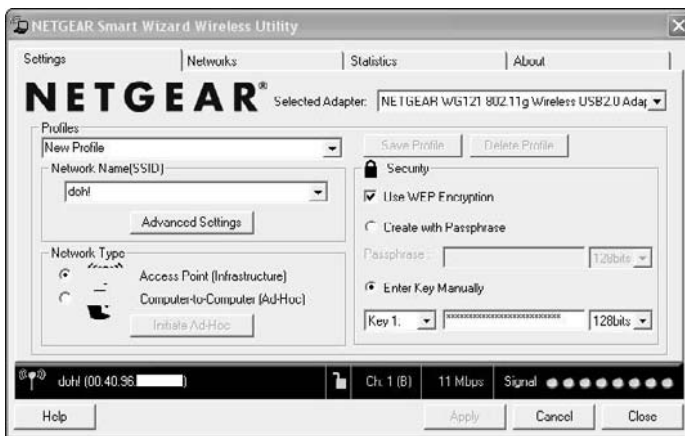 NETGEAR Smart Wizard Wireless Utility
Settings Networks Statistics About
NETGEAR® Selected Adapter: NETGEAR WG121 802.11g Wireless USB2.0 Adap
Profiles
New Profile Save Profile Delete Profile
Network Name(SSID) Security
doh! Use WEP Encryption
Advanced Settings Create with Passphrase
Network Type Passphrase : 128bits
Access Point (Infrastructure) Enter Key Manually
Computer-to-Computer (Ad-Hoc)
Initiate Ad-Hoc Key 1: 128bits
doh! (00.40.96. ) Ch. 1 (B) 11 Mbps Signal
Help Apply Cancel Close